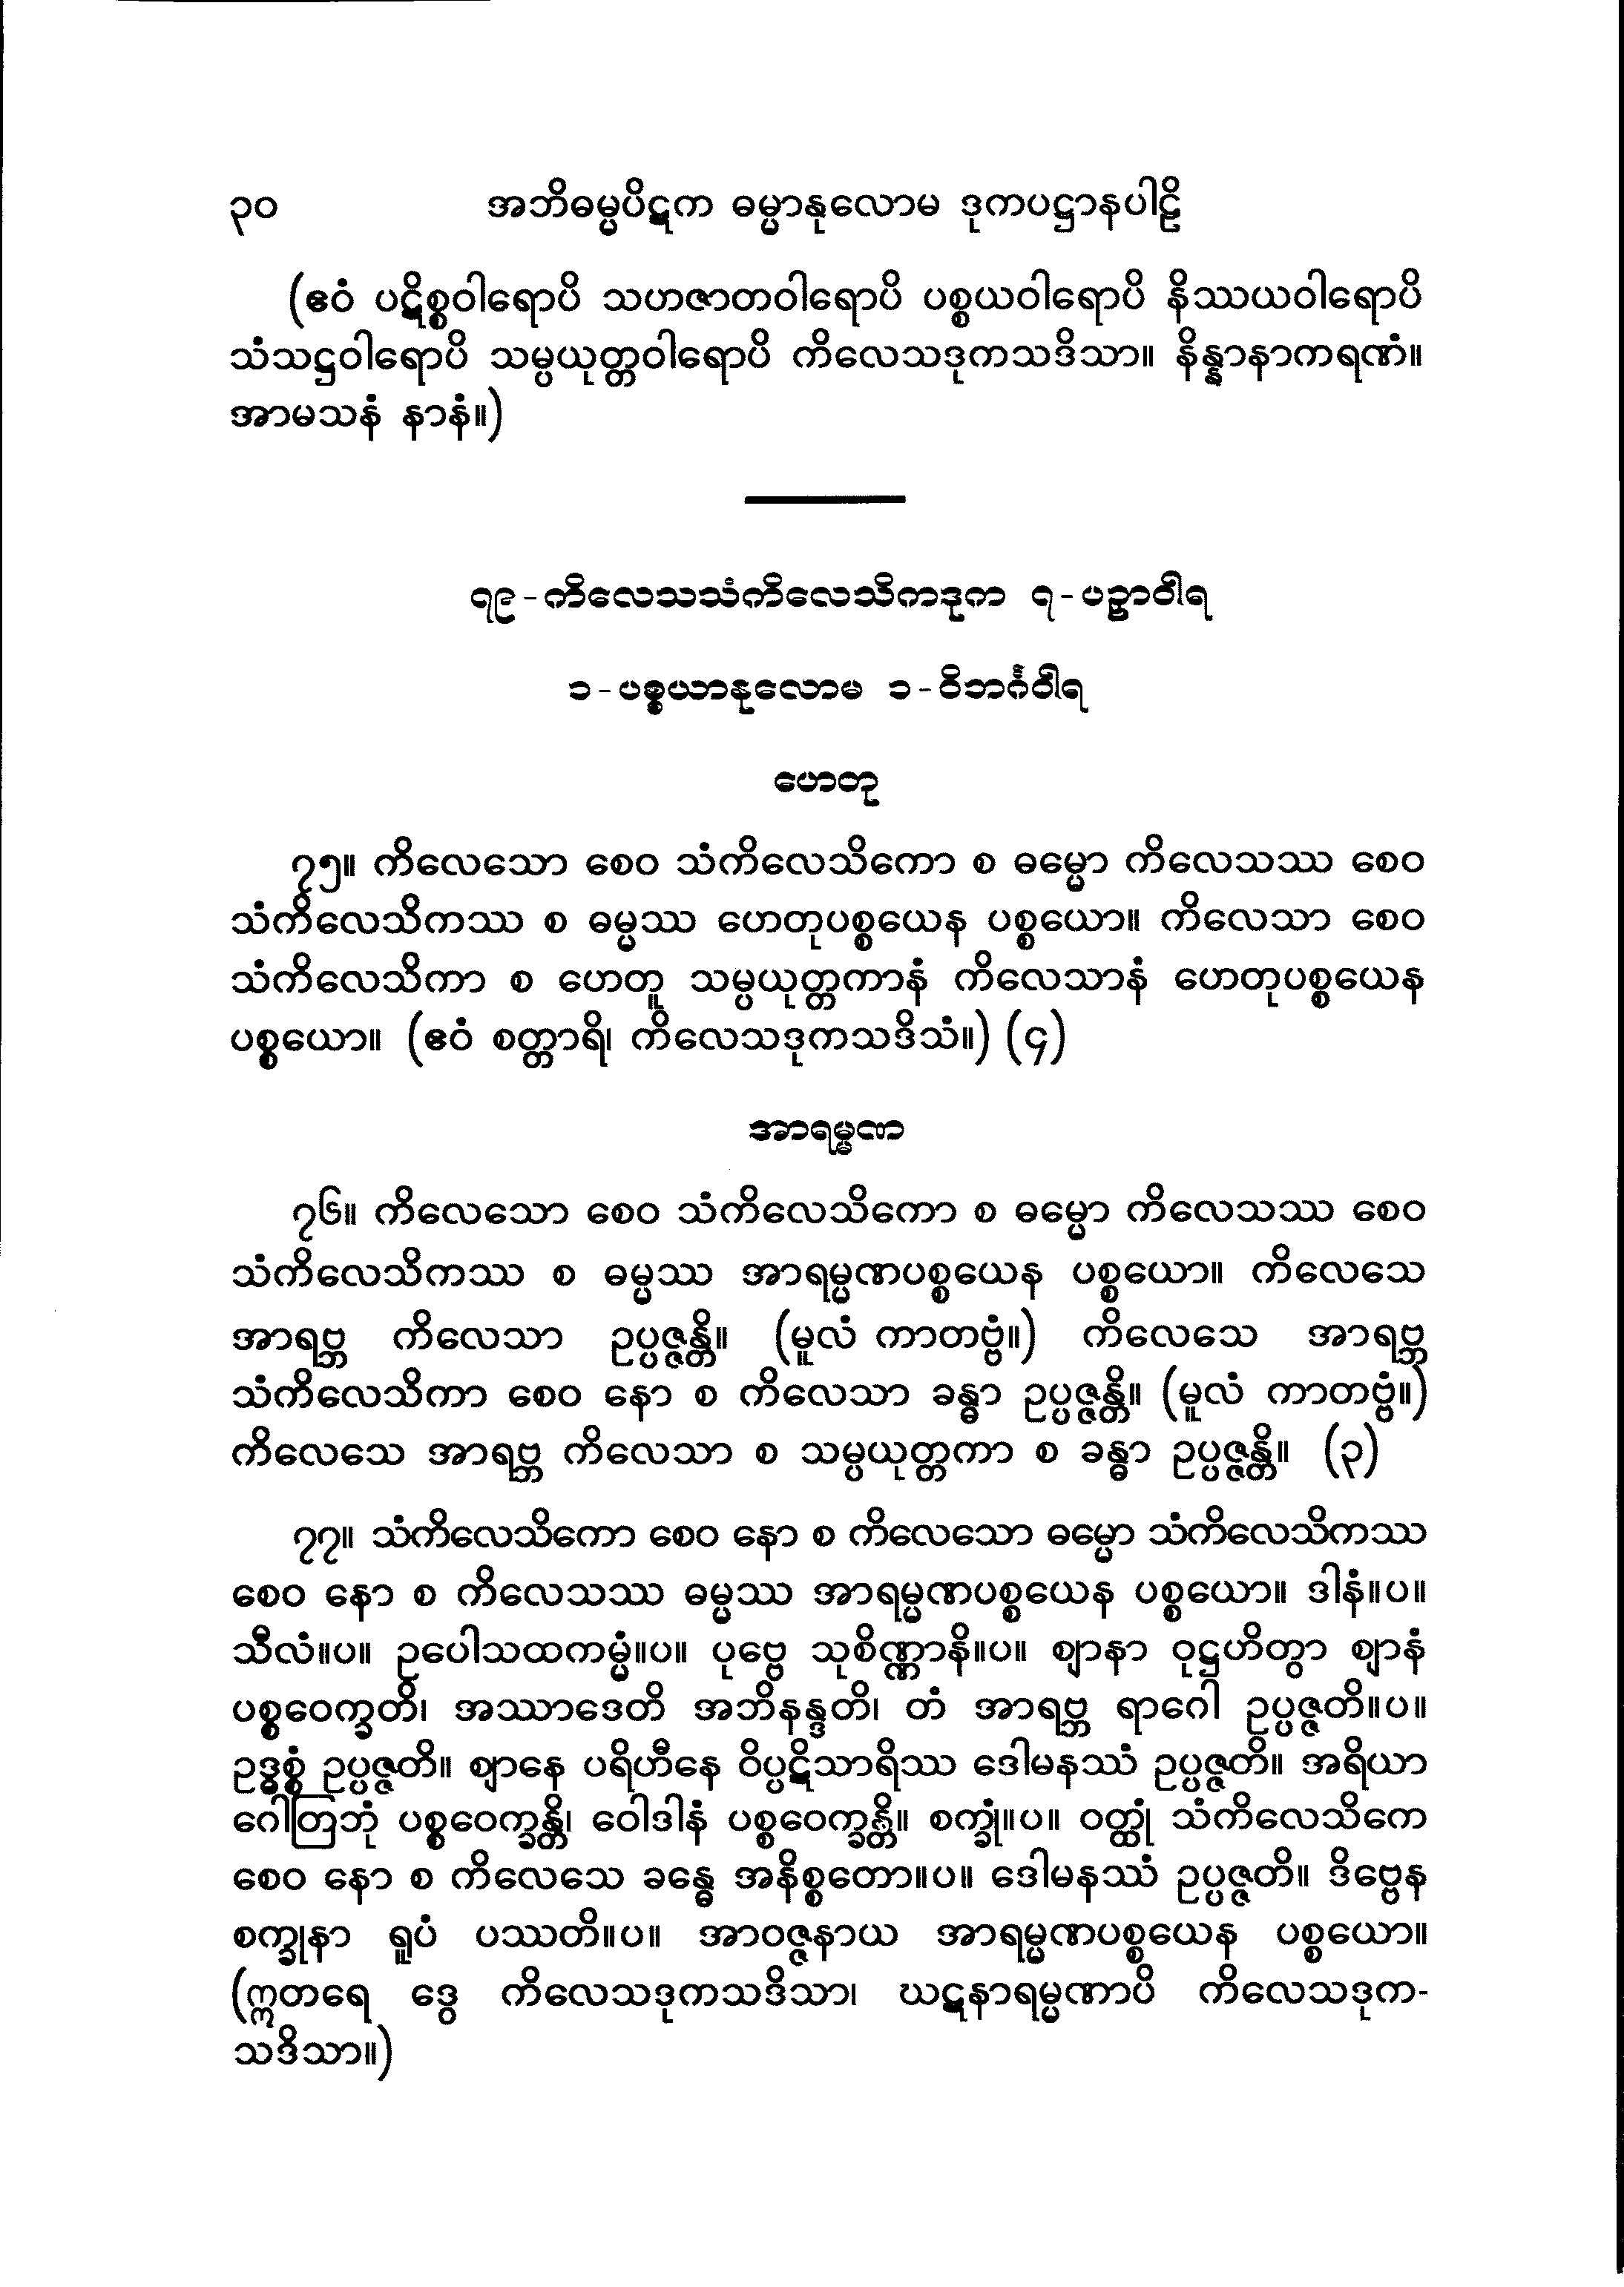 ၃၀ အဘိဓမ္မပိဋက ဓမ္မာနုလောမ ဒုကပဋ္ဌာနပါဠိ
(ဧဝံ ပဋိစ္စဝါရောပိ သဟဇာတဝါရောပိ ပစ္စယဝါရောပိ နိဿယဝါရောပိ
သံသဋ္ဌဝါရောပိ သမ္ပယုတ္တဝါရောပိ ကိလေသဒုကသဒိသာ။ နိန္နာနာကရဏံ။
အာမသနံ နာနံ။)
၇၉-ကိလေသသံကိလေသိကဒုက ၇-ပဉှာဝါရ
၁-ပစ္စယာနုလောမ ၁-ဝိဘင်္ဂဝါရ
ဟေတု
၇၅။ ကိလေသော စေဝ သံကိလေသိကော စ ဓမ္မော ကိလေသဿ စေဝ
သံကိလေသိကဿ စ ဓမ္မဿ ဟေတုပစ္စယေန ပစ္စယော။ ကိလေသာ စေဝ
သံကိလေသိကာ စ ဟေတူ သမ္ပယုတ္တကာနံ ကိလေသာနံ ဟေတုပစ္စယေန
ပစ္စယော။ (ဧဝံ စတ္တာရိ၊ ကိလေသဒုကသဒိသံ။) (၄)
အာရမ္မဏ
၇၆။ ကိလေသော စေဝ သံကိလေသိကော စ ဓမ္မော ကိလေသဿ စေဝ
သံကိလေသိကဿ စ ဓမ္မဿ အာရမ္မဏပစ္စယေန ပစ္စယော။ ကိလေသေ
အာရဗ္ဘ ကိလေသာ ဥပ္ပဇ္ဇန္တိ။ (မူလံ ကာတဗ္ဗံ။) ကိလေသေ အာရဗ္ဘ
သံကိလေသိကာ စေဝ နော စ ကိလေသာ ခန္ဓာ ဥပ္ပဇ္ဇန္တိ။ (မူလံ ကာတဗ္ဗံ။)
ကိလေသေ အာရဗ္ဘ ကိလေသာ စ သမ္ပယုတ္တကာ စ ခန္ဓာ ဥပ္ပဇ္ဇန္တိ။ (၃)
၇၇။ သံကိလေသိကော စေဝ နော စ ကိလေသော ဓမ္မော သံကိလေသိကဿ
စေဝ နော စ ကိလေသဿ ဓမ္မဿ အာရမ္မဏပစ္စယေန ပစ္စယော။ ဒါနံ။ပ။
သီလံ။ပ။ ဥပေါသထကမ္မံ။ပ။ ပုဗ္ဗေ သုစိဏ္ဏာနိ။ပ။ ဈာနာ ဝုဋ္ဌဟိတွာ ဈာနံ
ပစ္စဝေက္ခတိ၊ အဿာဒေတိ အဘိနန္ဒတိ၊ တံ အာရဗ္ဘ ရာဂေါ ဥပ္ပဇ္ဇတိ။ပ။
ဥဒ္ဓစ္စံ ဥပ္ပဇ္ဇတိ။ ဈာနေ ပရိဟီနေ ဝိပ္ပဋိသာရိဿ ဒေါမနဿံ ဥပ္ပဇ္ဇတိ။ အရိယာ
ဂေါတြဘုံ ပစ္စဝေက္ခန္တိ၊ ဝေါဒါနံ ပစ္စဝေက္ခန္တိ။ စက္ခုံ။ပ။ ဝတ္ထုံ သံကိလေသိကေ
စေဝ နော စ ကိလေသေ ခန္ဓေ အနိစ္စတော။ပ။ ဒေါမနဿံ ဥပ္ပဇ္ဇတိ။ ဒိဗ္ဗေန
စက္ခုနာ ရူပံ ပဿတိ။ပ။ အာဝဇ္ဇနာယ အာရမ္မဏပစ္စယေန ပစ္စယော။
(ဣတရေ ဒွေ ကိလေသဒုကသဒိသာ၊ ဃဋနာရမ္မဏာပိ ကိလေသဒုက-
သဒိသာ။)